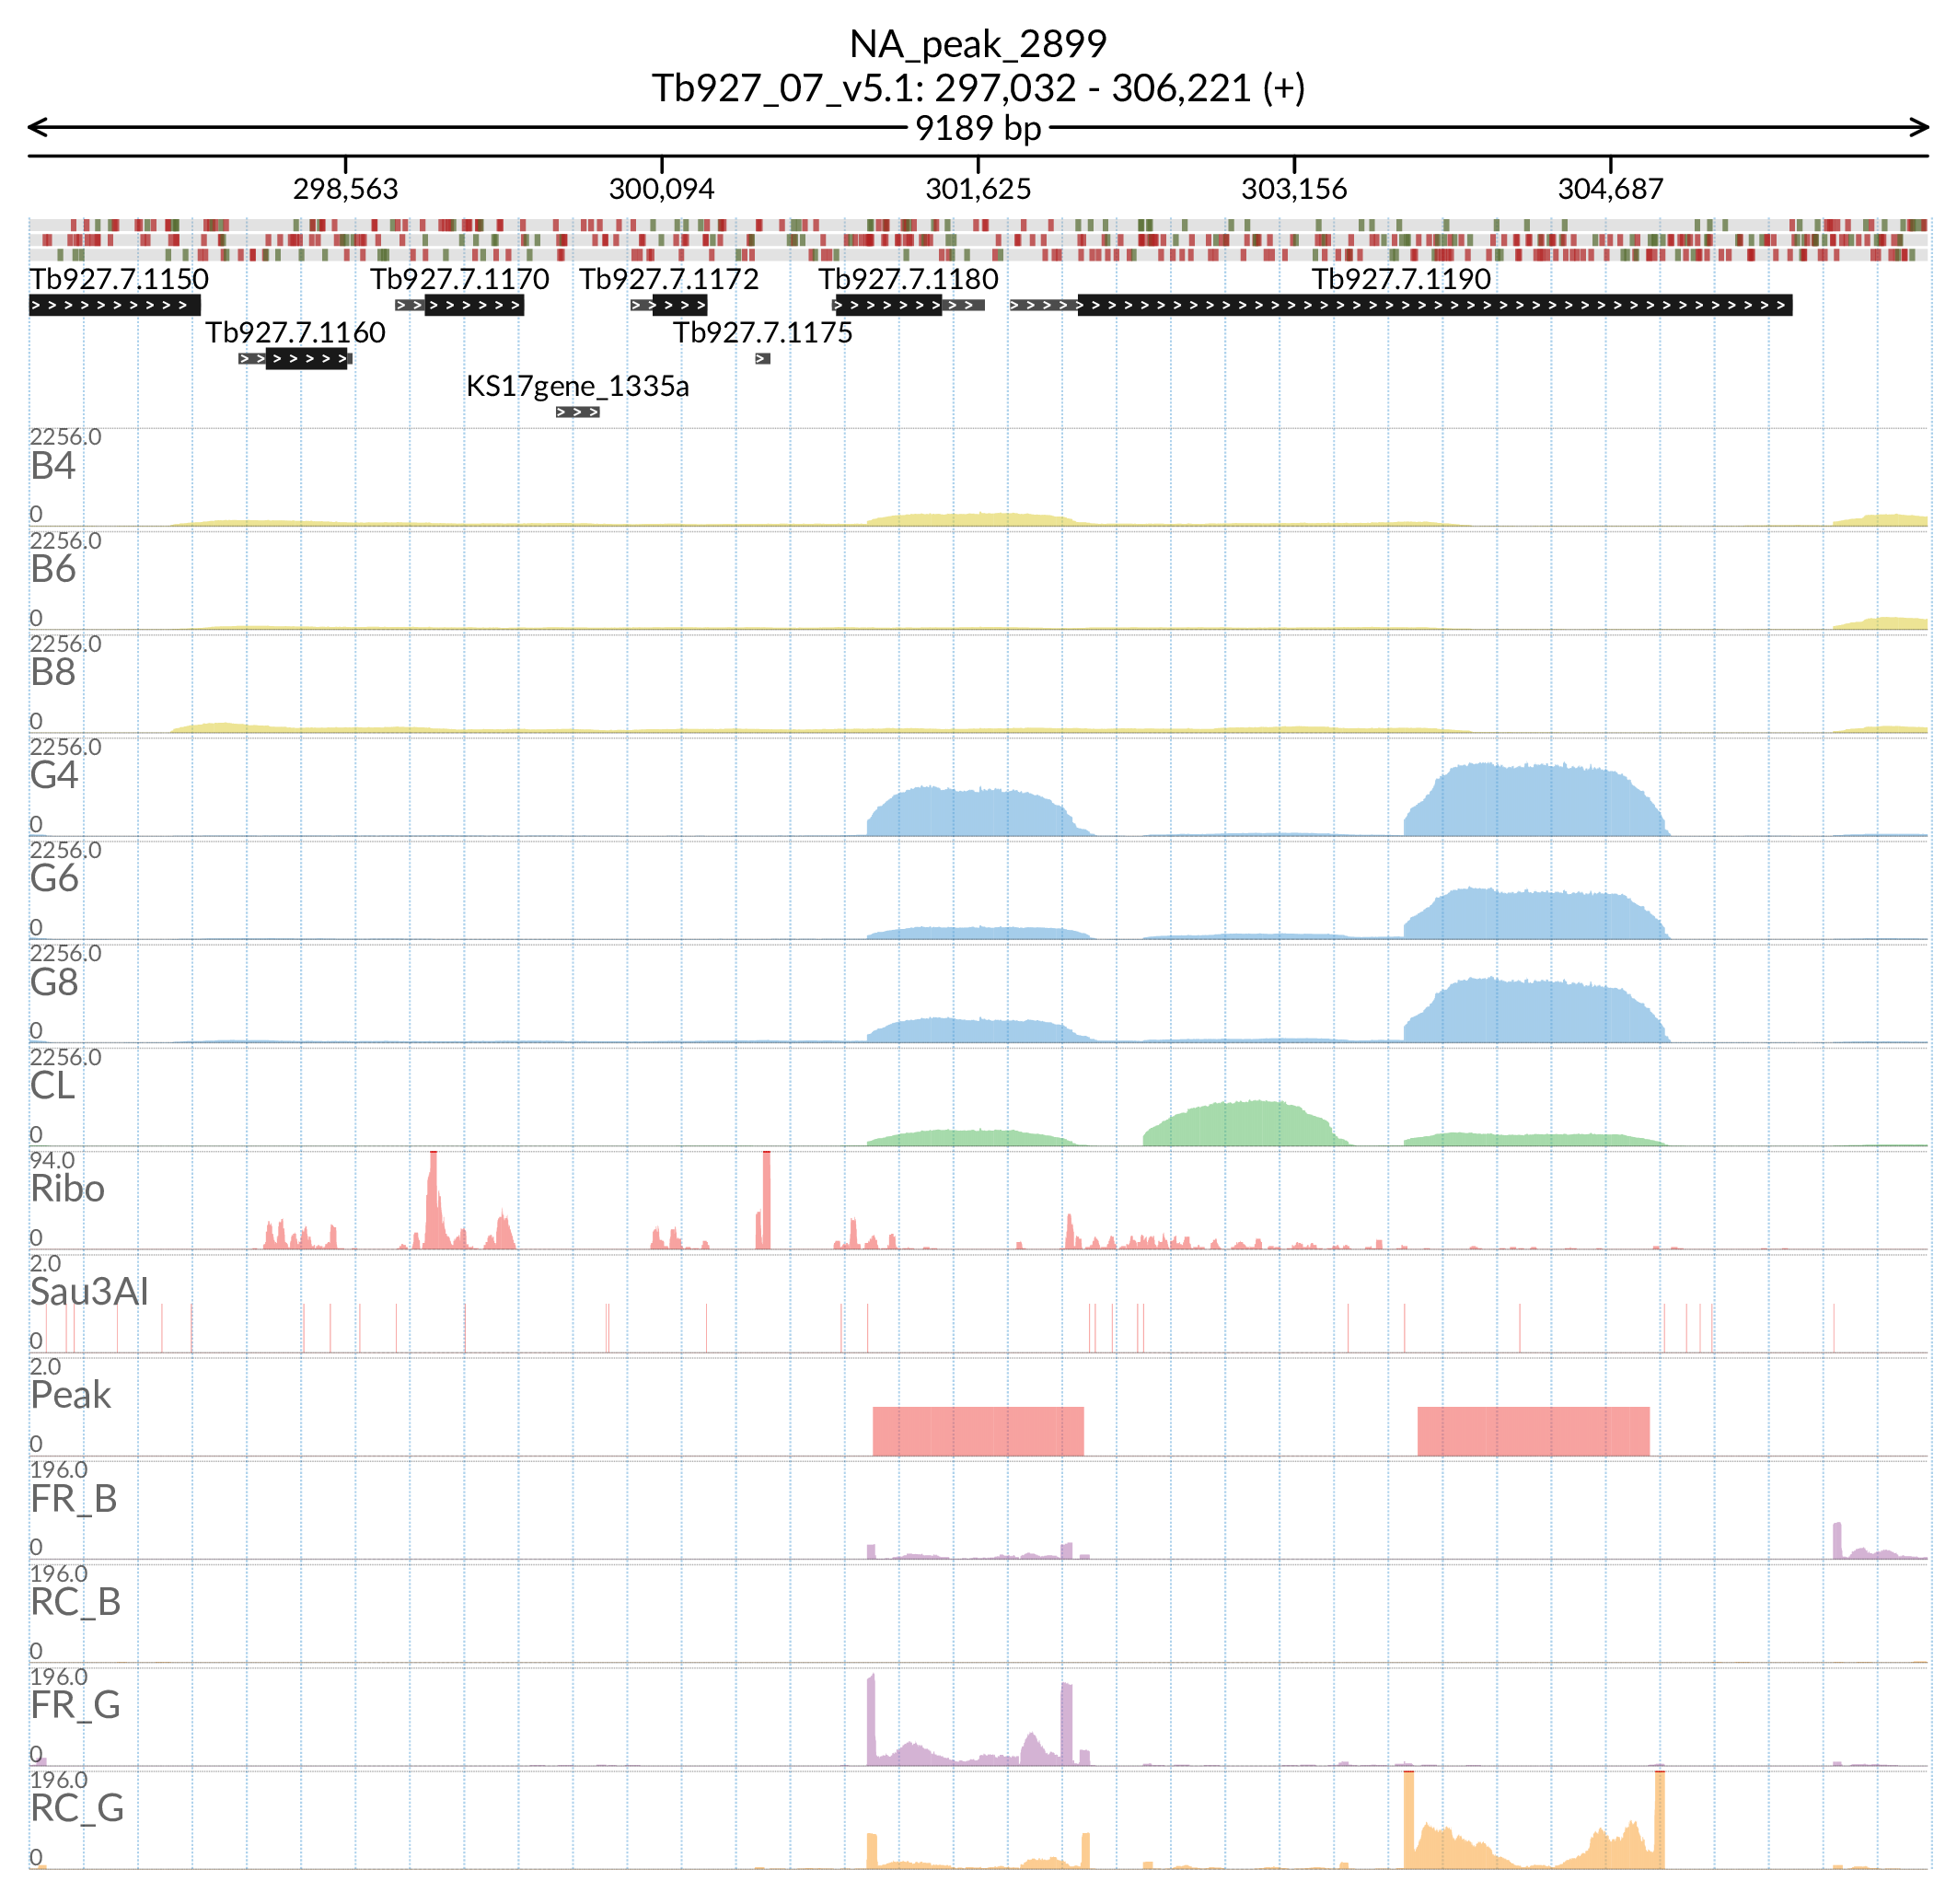 NA_peak_2899
Tb927_07_v5.1: 297,032 - 306,221 (+)
9189 bp
298,563 300,094 301,625 303,156 304,687
Tb927.7.1150 Tb927.7.1170 Tb927.7.1172 Tb927.7.1180 Tb927.7.1190
Tb927.7.1160 Tb927.7.1175
KS17gene_1335a
2256.0
B4
0
2256.0
B6
0
2256.0
B8
0
2256.0
G4
0
2256.0
G6
0
2256.0
G8
0
2256.0
CL
0
94.0
Ribo
0
2.0
Sau3AI
0
2.0
Peak
0
196.0
FR_B
0
196.0
RC_B
0
196.0
FR_G
0
196.0
RC_G
0